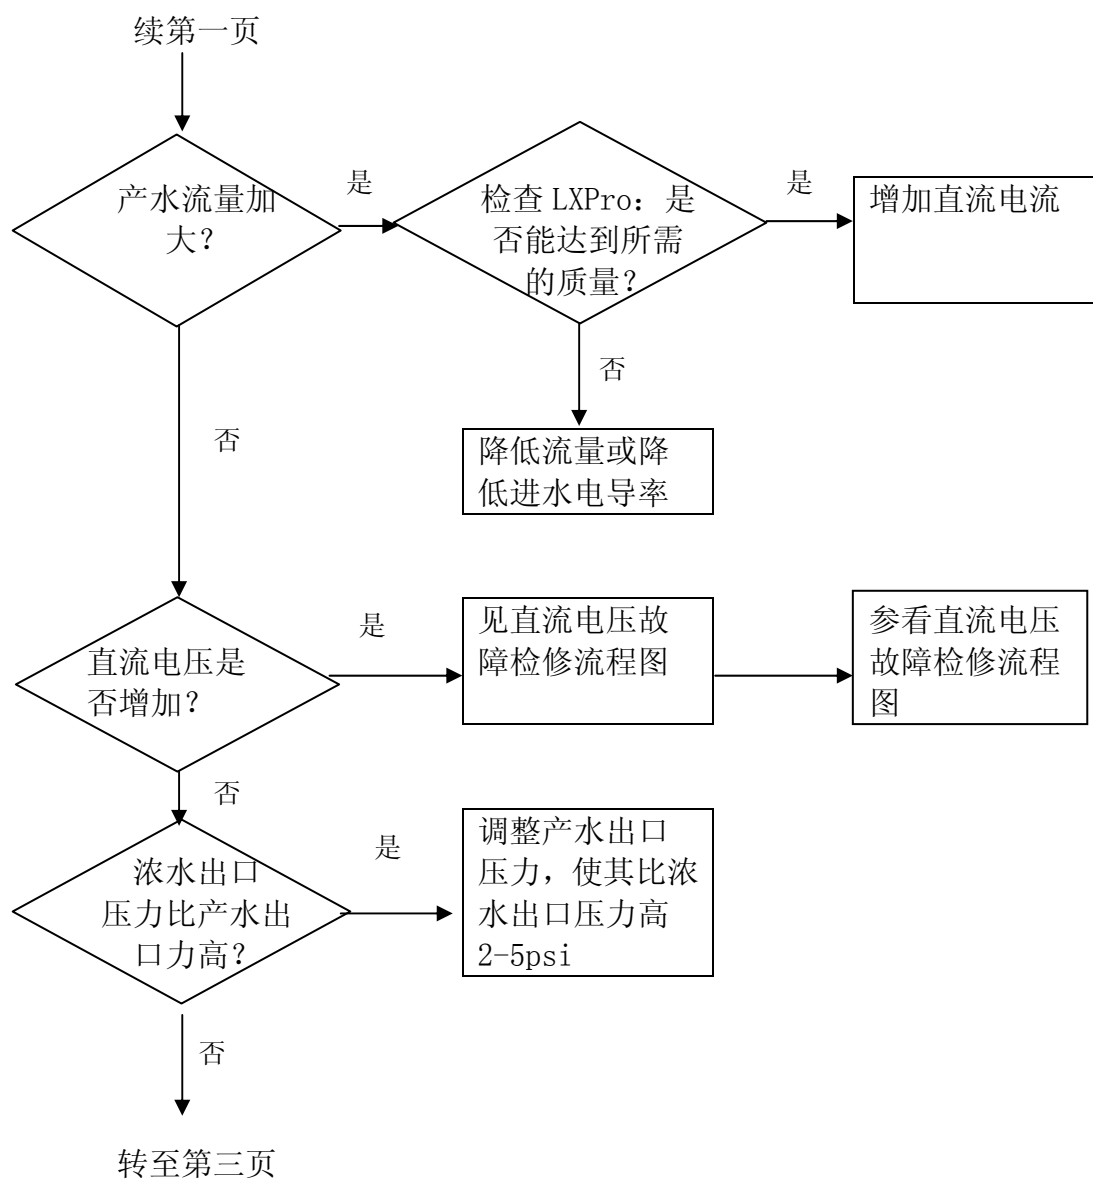 续第一页
产水流量加
大？
是
检查 LXPro：是
否能达到所需
的质量？
是
增加直流电流
否
降低流量或降
低进水电导率
否
直流电压是
否增加？
是
见直流电压故
障检修流程图
参看直流电压
故障检修流程
图
否
浓水出口
压力比产水出
口力高？
是
调整产水出口
压力，使其比浓
水出口压力高
2-5psi
否
转至第三页